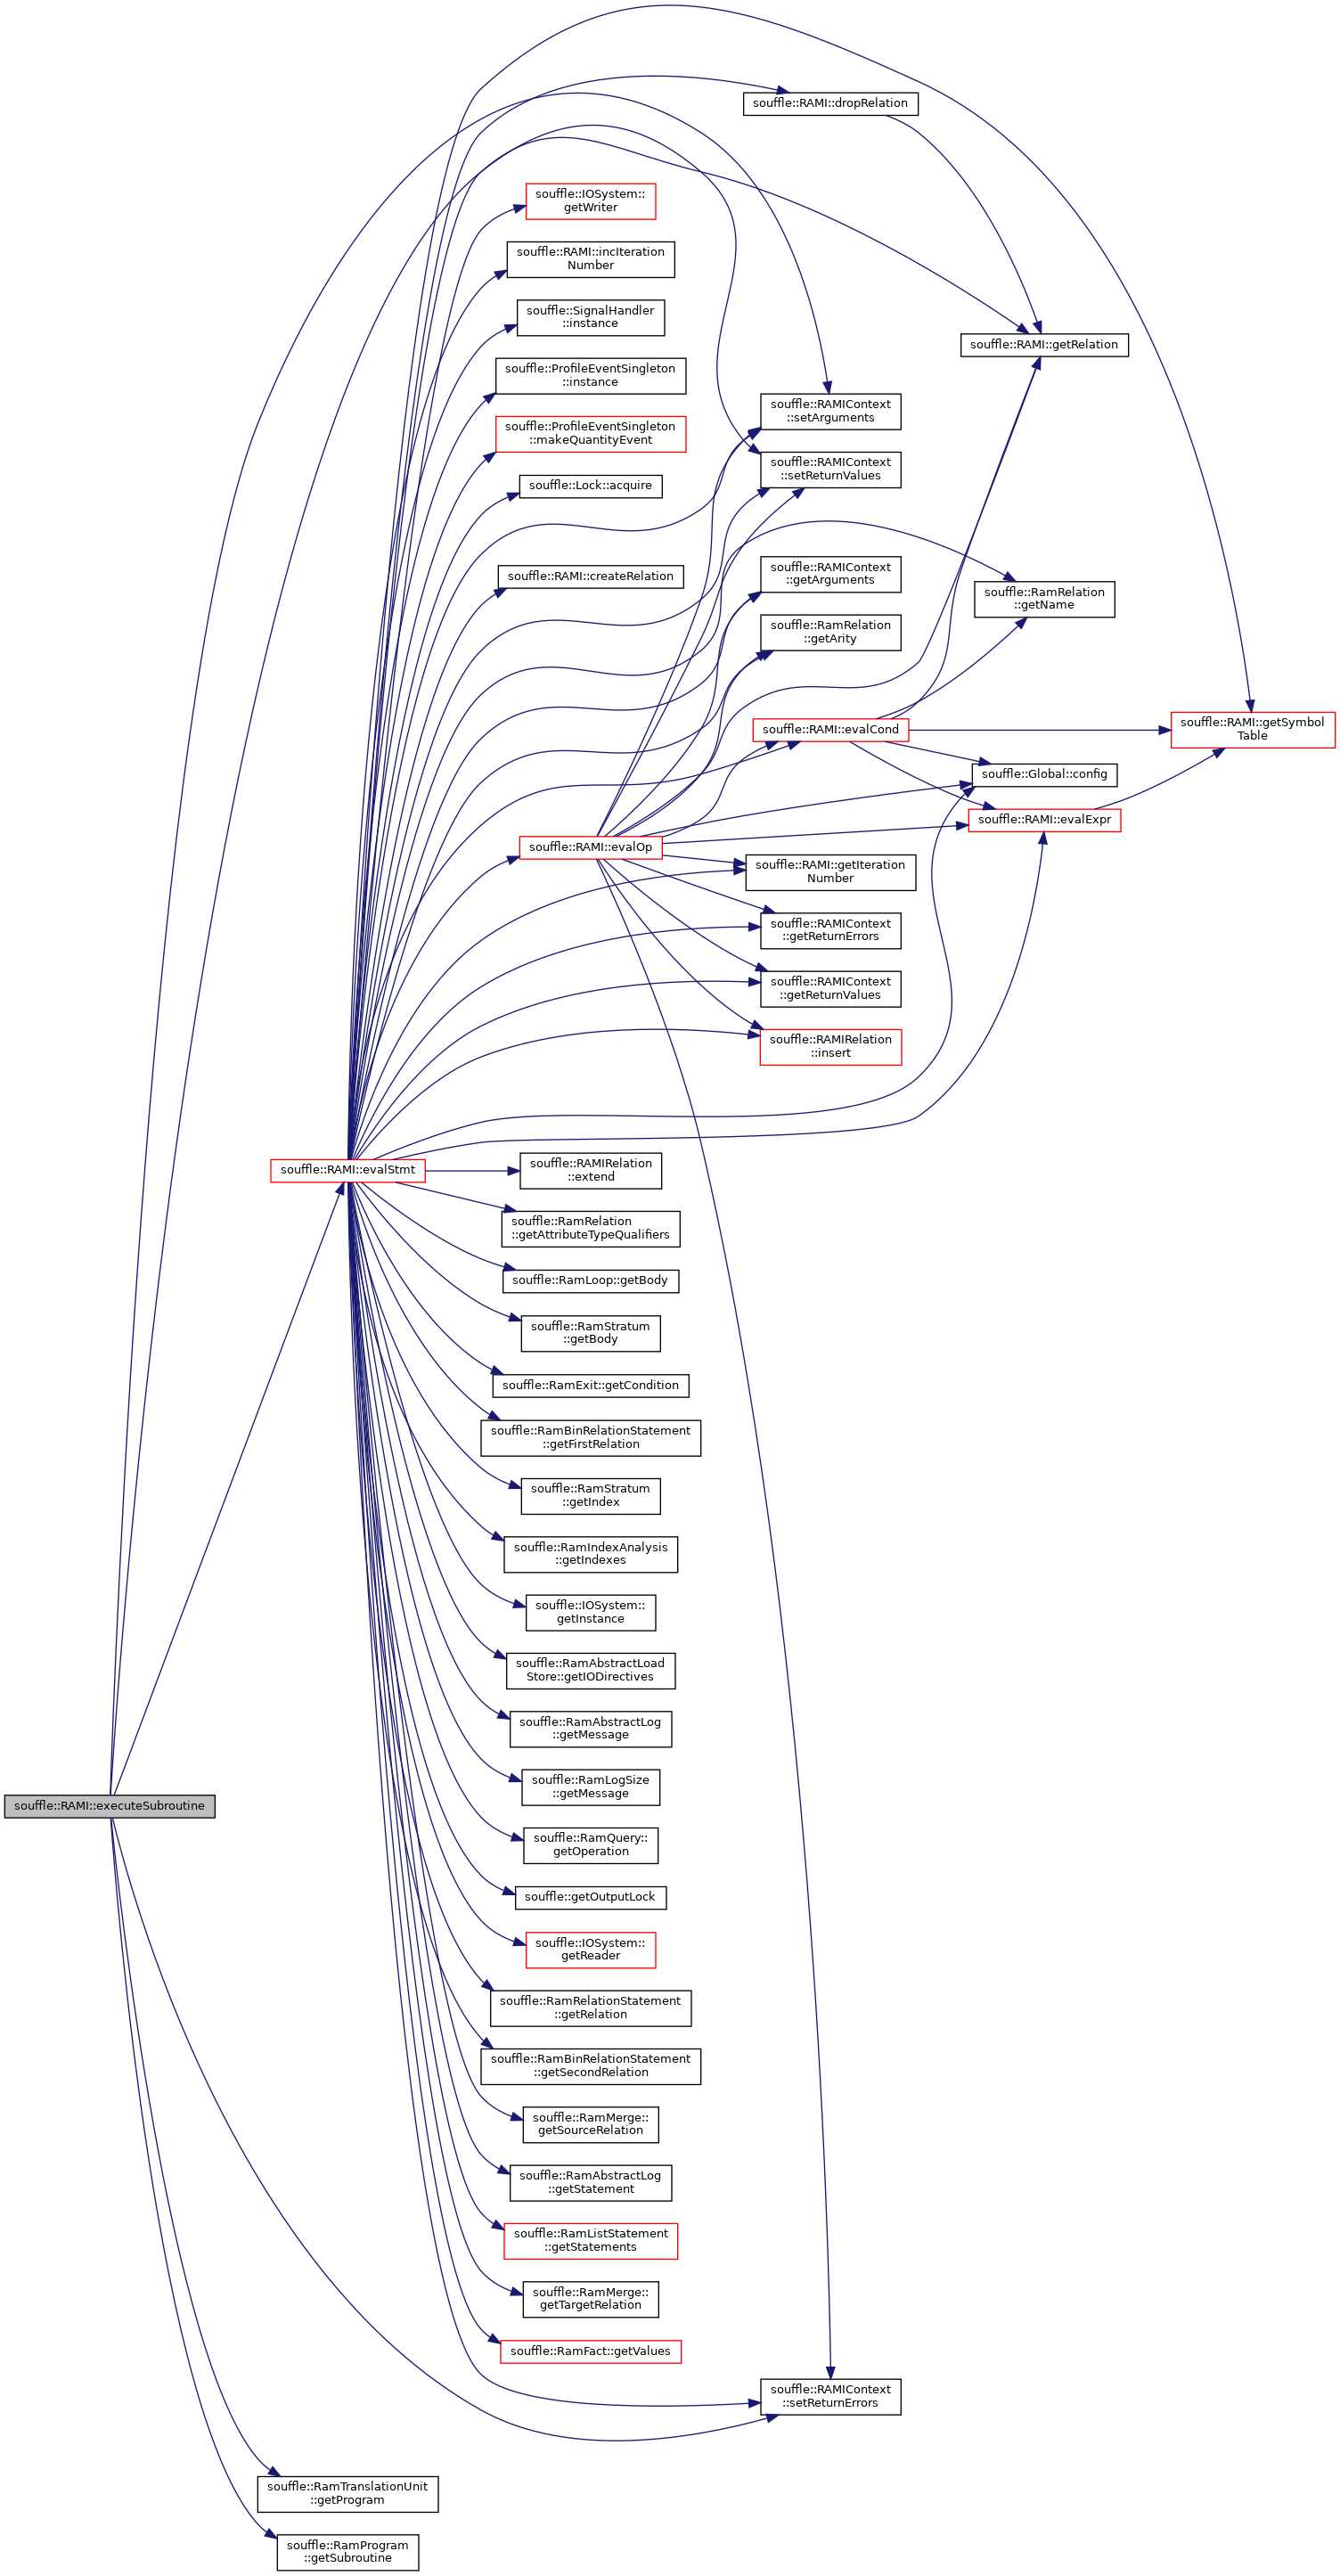 souffle::RAMI::dropRelation
souffle::IOSystem::
getWriter
souffle::RAMI::incIteration
Number
souffle::SignalHandler
::instance
souffle::RAMI::getRelation
souffle::ProfileEventSingleton
::instance
souffle::RAMIContext
::setArguments
souffle::ProfileEventSingleton
::makeQuantityEvent
souffle::RAMIContext
::setReturnValues
souffle::Lock::acquire
souffle::RAMI::createRelation
souffle::RAMIContext
::getArguments
souffle::RamRelation
::getName
souffle::RamRelation
::getArity
souffle::RAMI::evalCond
souffle::RAMI::getSymbol
Table
souffle::Global::config
souffle::RAMI::evalExpr
souffle::RAMI::evalOp
souffle::RAMI::getIteration
Number
souffle::RAMIContext
::getReturnErrors
souffle::RAMIContext
::getReturnValues
souffle::RAMIRelation
::insert
souffle::RAMI::evalStmt
souffle::RAMIRelation
::extend
souffle::RamRelation
::getAttributeTypeQualifiers
souffle::RamLoop::getBody
souffle::RamStratum
::getBody
souffle::RamExit::getCondition
souffle::RamBinRelationStatement
::getFirstRelation
souffle::RamStratum
::getIndex
souffle::RamIndexAnalysis
::getIndexes
souffle::IOSystem::
getInstance
souffle::RamAbstractLoad
Store::getIODirectives
souffle::RamAbstractLog
::getMessage
souffle::RamLogSize
::getMessage
souffle::RAMI::executeSubroutine
souffle::RamQuery::
getOperation
souffle::getOutputLock
souffle::IOSystem::
getReader
souffle::RamRelationStatement
::getRelation
souffle::RamBinRelationStatement
::getSecondRelation
souffle::RamMerge::
getSourceRelation
souffle::RamAbstractLog
::getStatement
souffle::RamListStatement
::getStatements
souffle::RamMerge::
getTargetRelation
souffle::RamFact::getValues
souffle::RAMIContext
::setReturnErrors
souffle::RamTranslationUnit
::getProgram
souffle::RamProgram
::getSubroutine